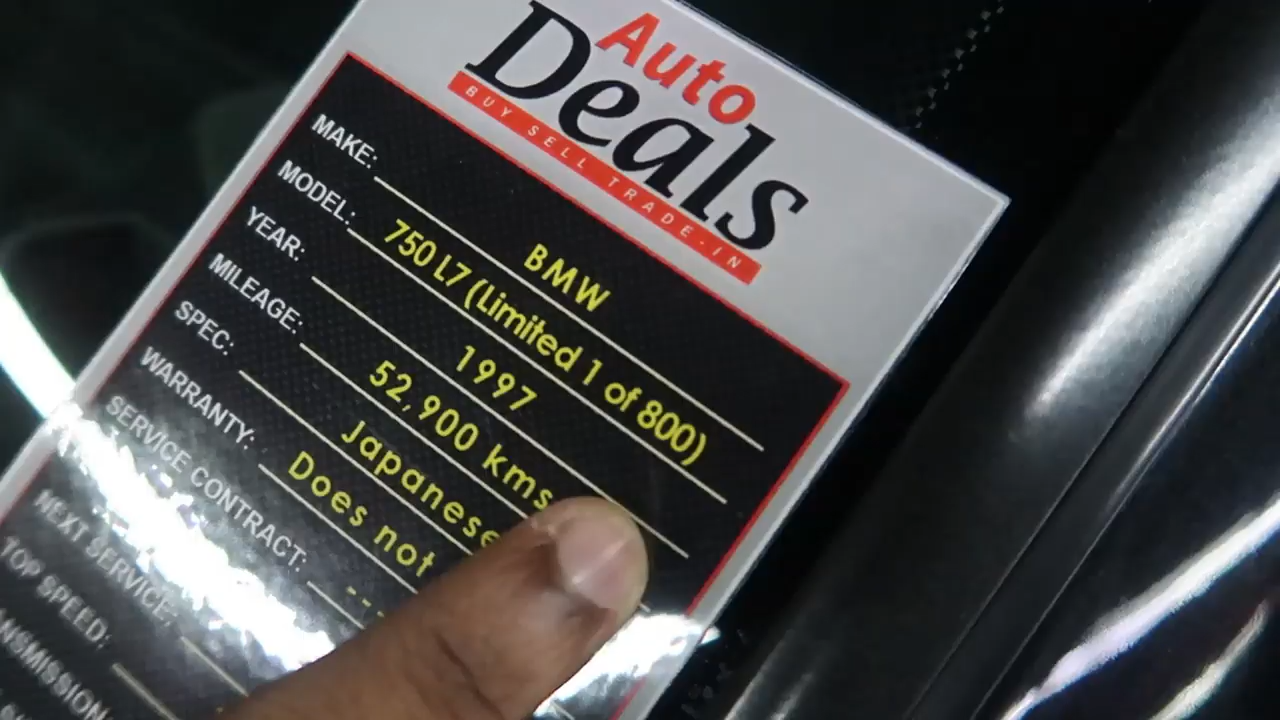 Auto
Deals
BUY SELL TRADE.IN
MAKE: BMW
MODEL: 750 L7 (Limited 1 of 800)
YEAR: 1997
MILEAGE: 52,900 kms
SPEC: Japanese
WARRANTY: Does not
SERVICE CONTRACT: ---
NEXT SERVICE:
TOP SPEED: